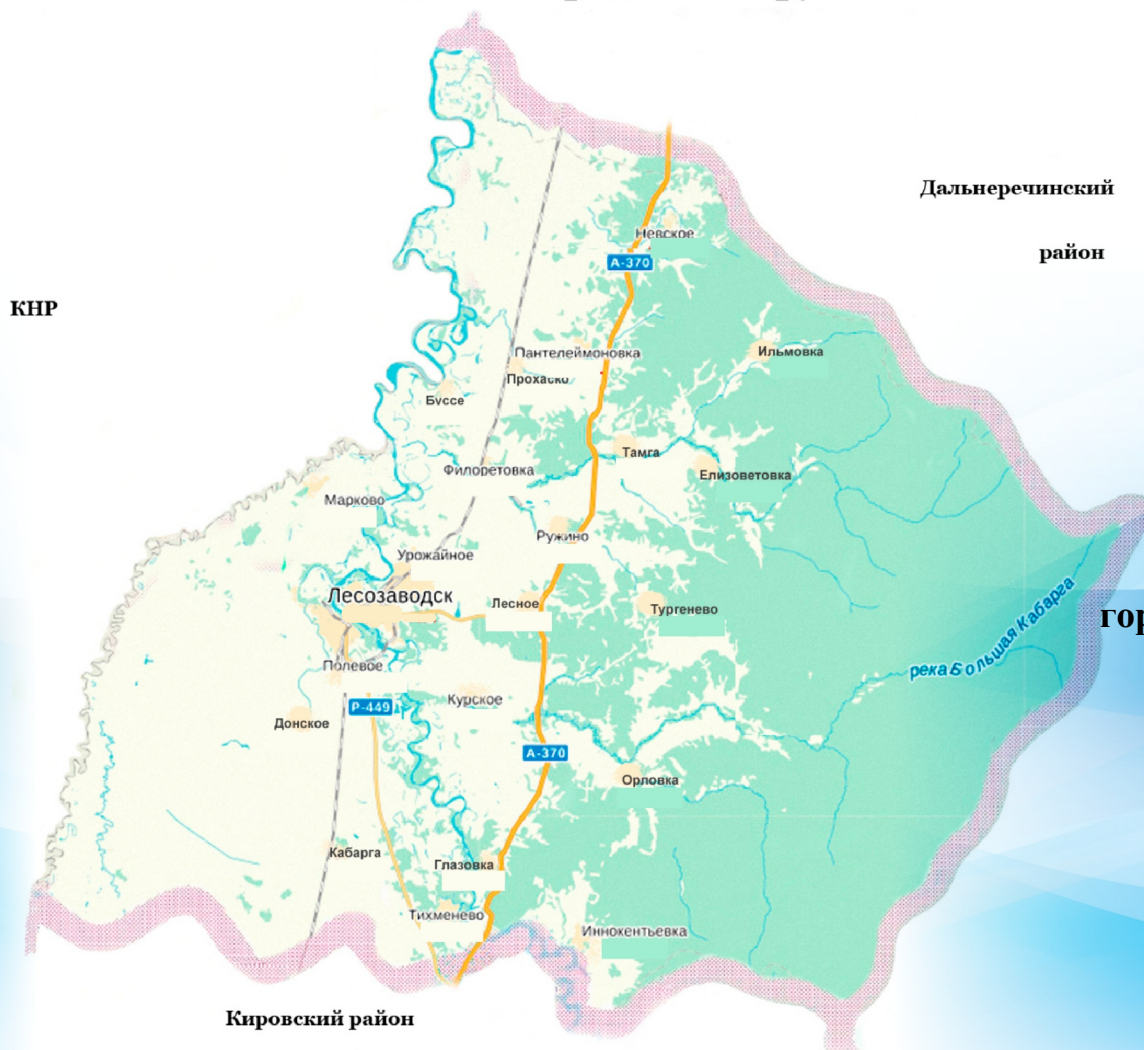 Дальнеречинский
район
КНР
Невское
А-370
Пантелеймоновка
Ильмовка
Прохаско
Буссе
Тамга
Филоретовка
Елизоветовка
Марково
Ружино
Урожайное
Лесозаводск
Лесное
Тургенево
гор
река Большая Кабарга
Полевое
Курское
Р-449
Донское
А-370
Орловка
Кабарга
Глазовка
Тихменево
Иннокентьевка
Кировский район